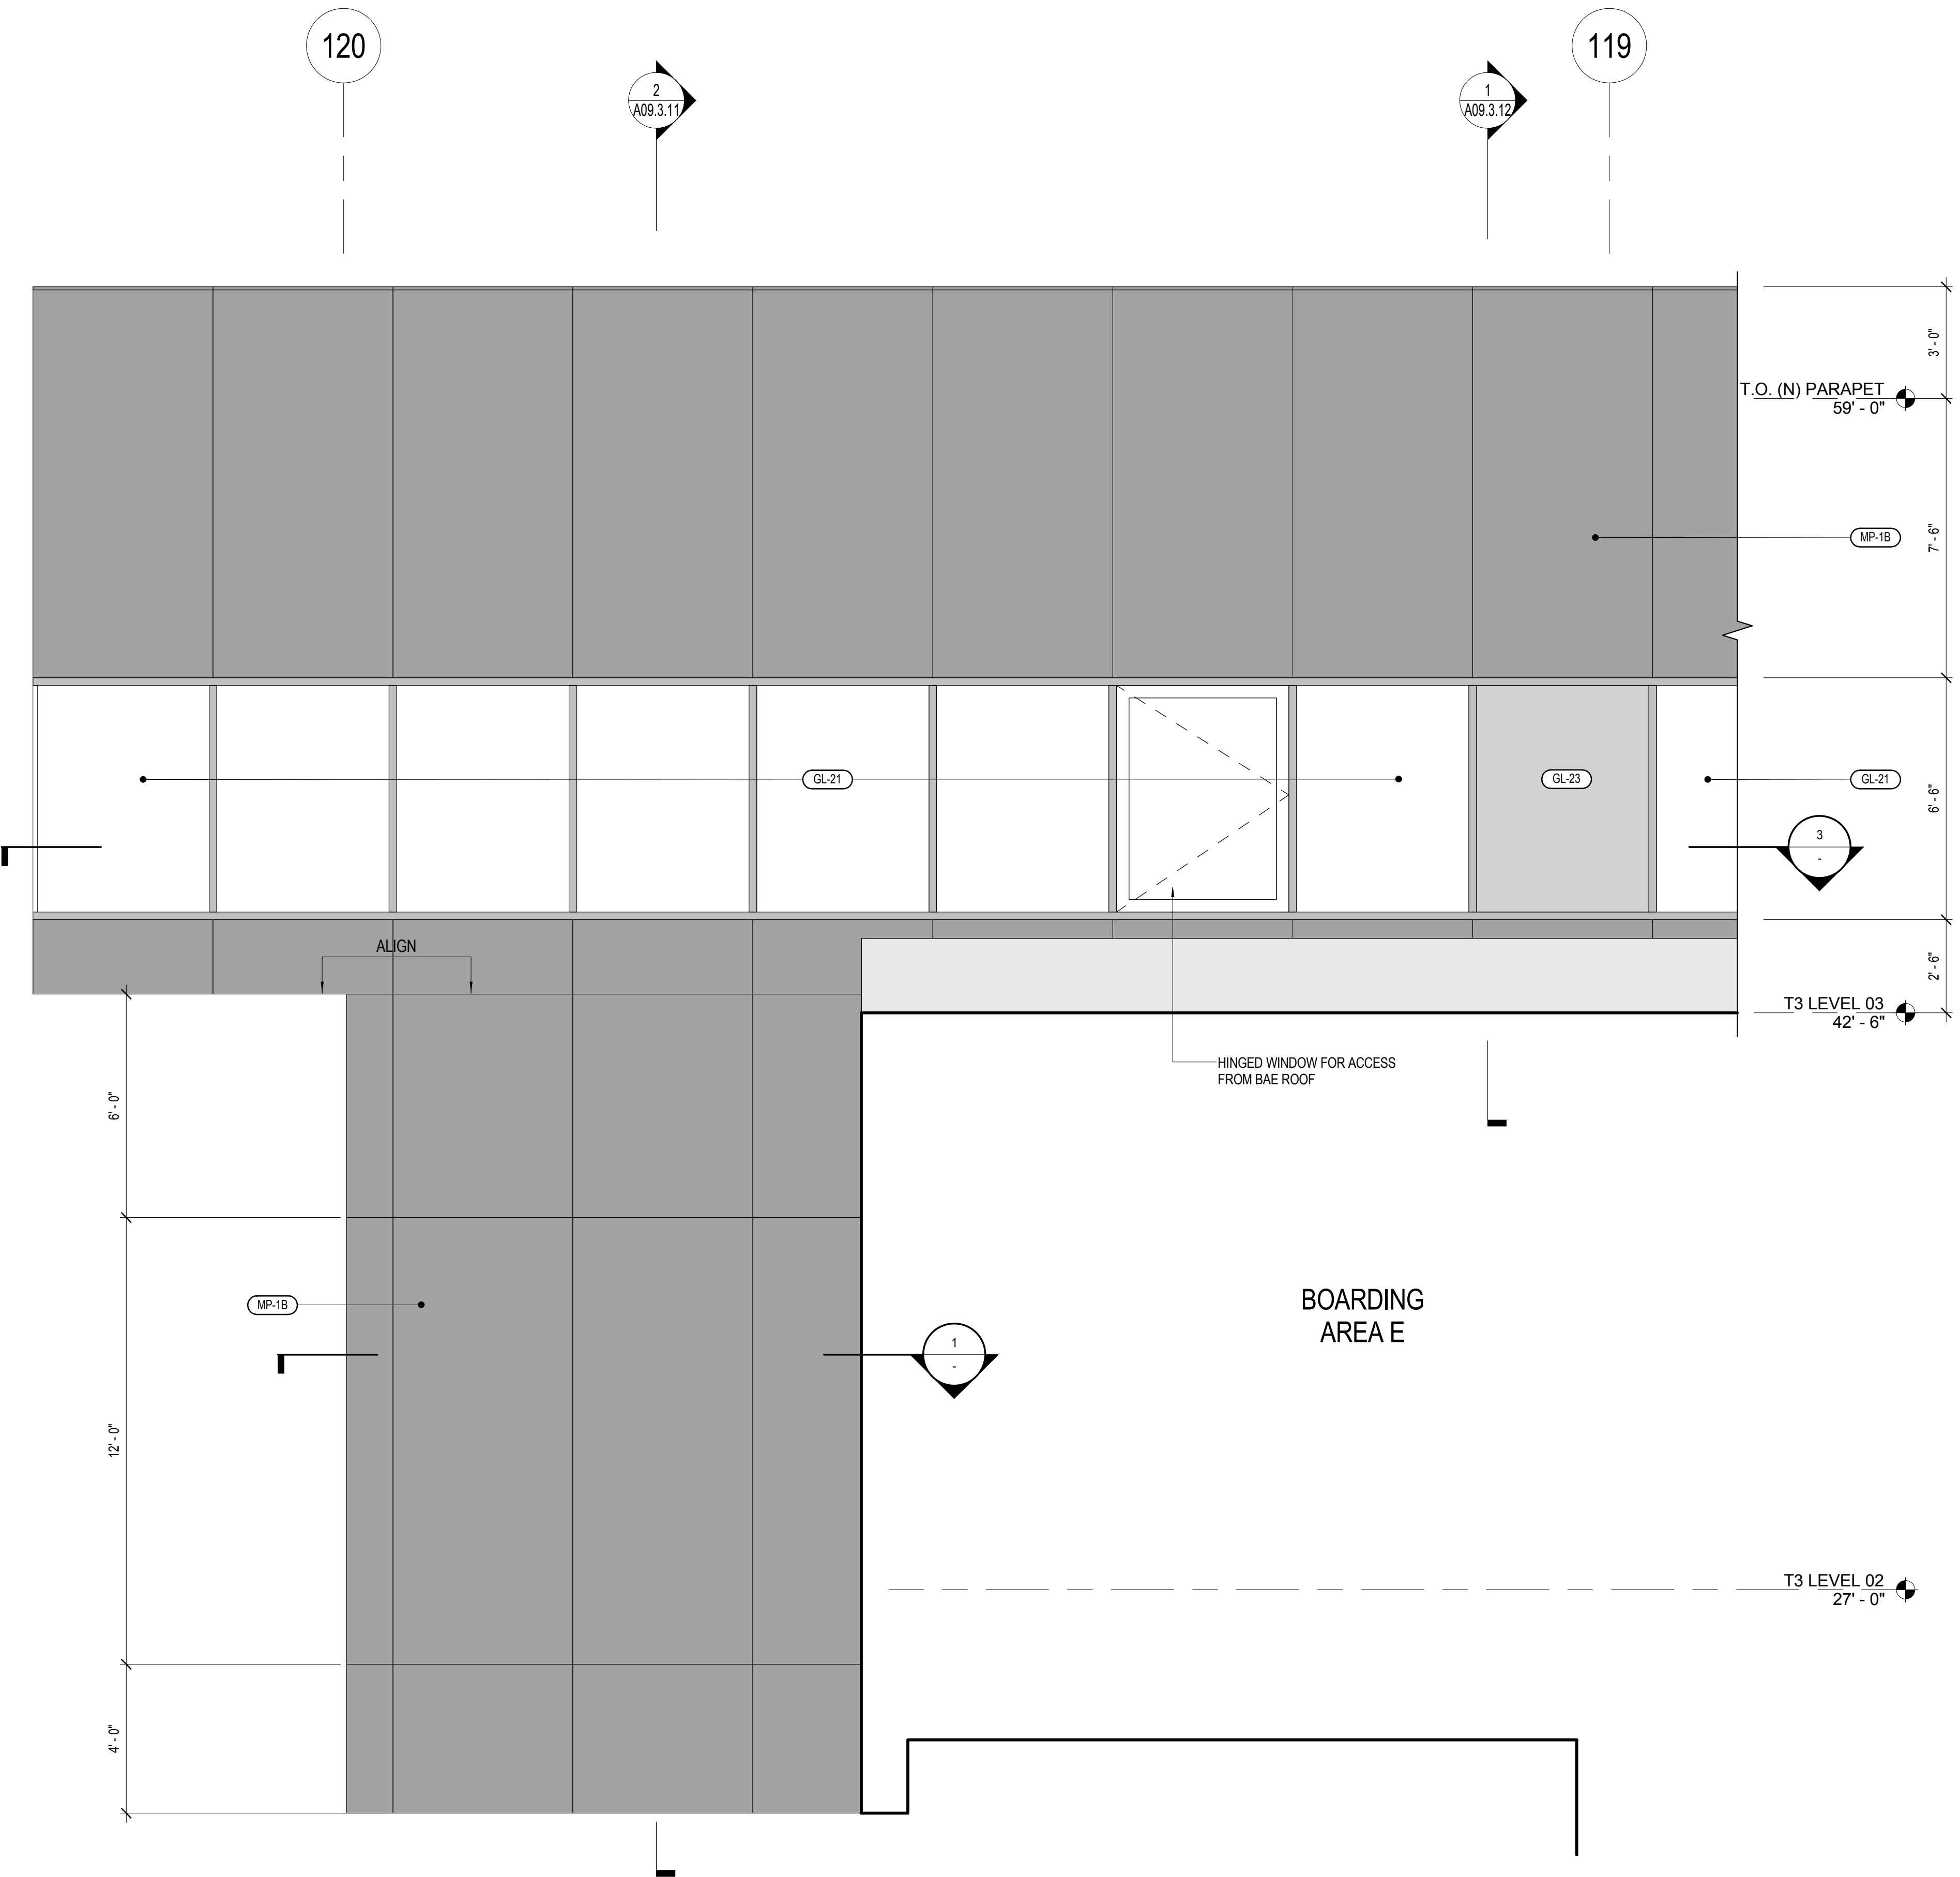 120
119
2
A09.3.11
1
A09.3.12
3' - 0"
T.O. (N) PARAPET
59' - 0"
MP-1B
7' - 6"
GL-21
GL-23
GL-21
6' - 6"
3
-
ALIGN
2' - 6"
T3 LEVEL 03
42' - 6"
HINGED WINDOW FOR ACCESS
FROM BAE ROOF
6' - 0"
MP-1B
BOARDING
AREA E
1
-
12' - 0"
T3 LEVEL 02
27' - 0"
4' - 0"